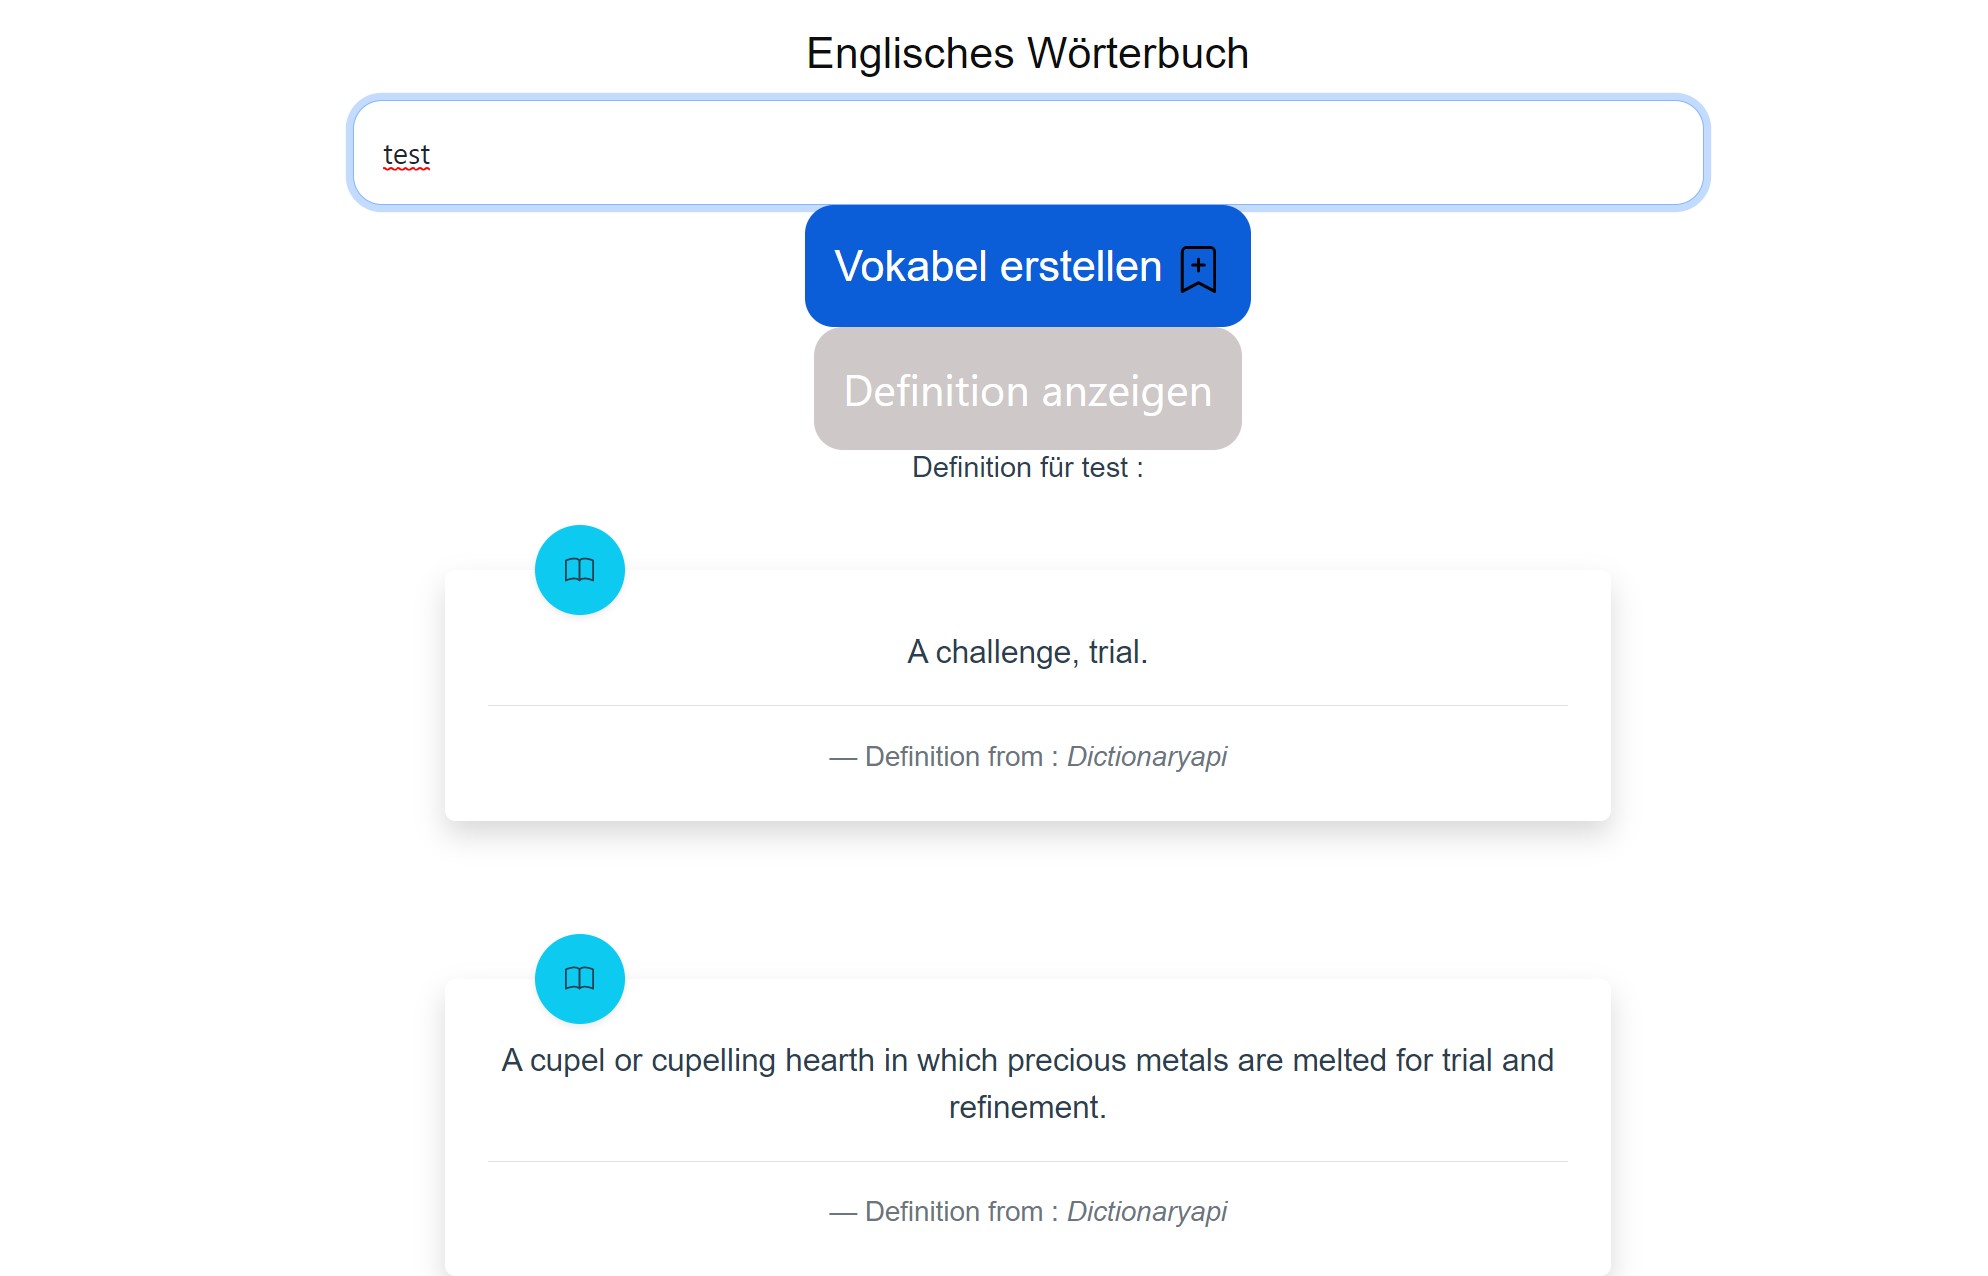 Englisches Wörterbuch
test
Vokabel erstellen
Definition anzeigen
Definition für test :
A challenge, trial.
— Definition from : Dictionaryapi
A cupel or cupelling hearth in which precious metals are melted for trial and
refinement.
— Definition from : Dictionaryapi